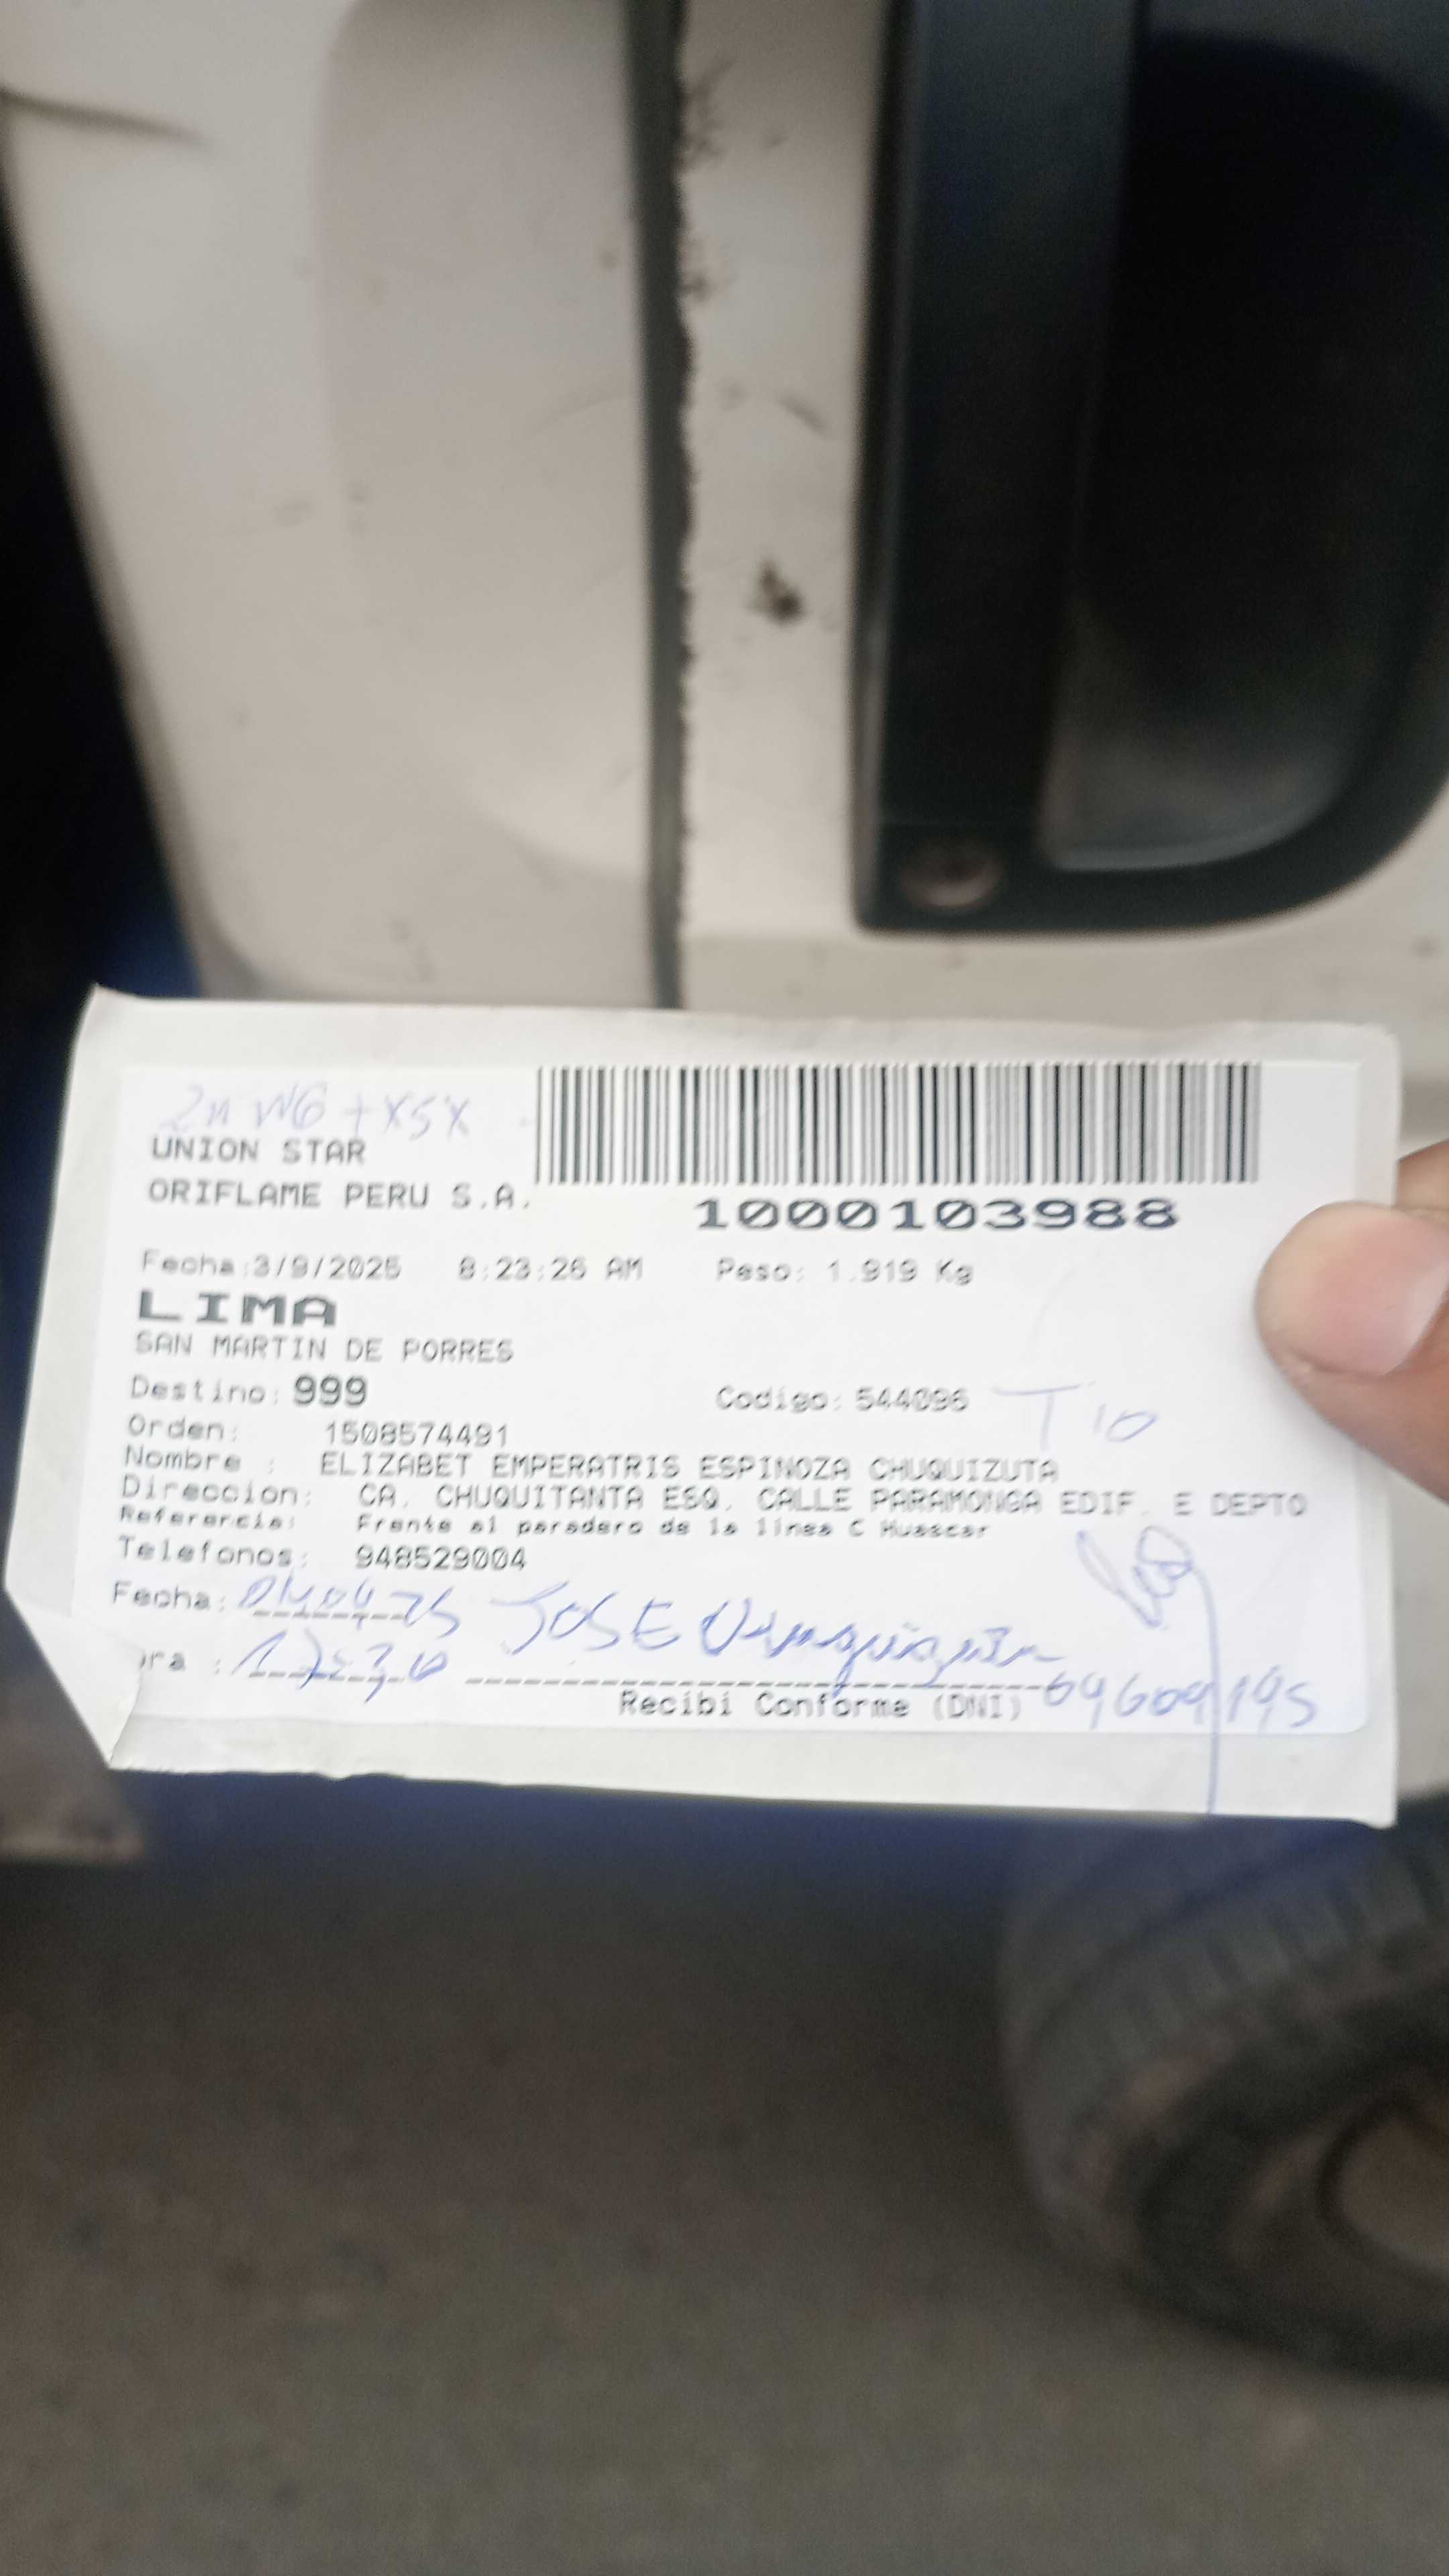 UNION STAR
ORIFLAME PERU S.A.
1000103988
Fecha:3/9/2025 8:23:26 AM Peso: 1.919 Kg
LIMA
SAN MARTIN DE PORRES
Destino: 999 Codigo: 544096 TIO
Orden: 1508574491
Nombre : ELIZABET EMPERATRIS ESPINOZA CHUQUIZUTA
Direccion: CA. CHUQUITANTA ESQ. CALLE PARAMONGA EDIF. E DEPTO
Referencia: Frente al paradero de la linea C Huascar
Telefonos: 948529004
Fecha: JOSE
ora :
Recibi Conforme (DNI)